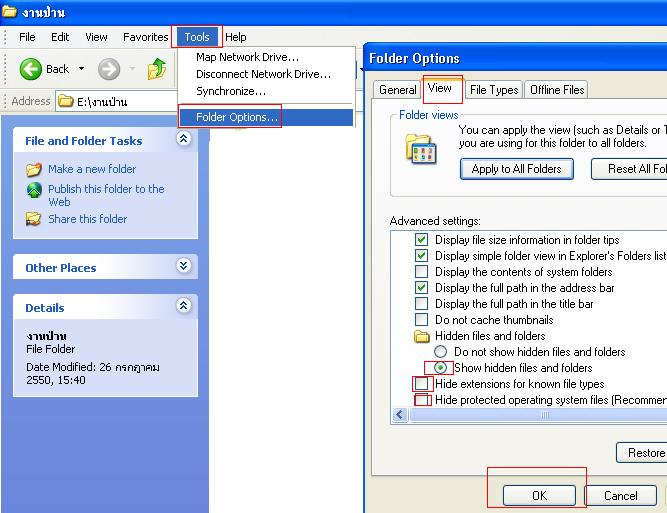 งานป่าน
File Edit View Favorites Tools Help
Map Network Drive...
Disconnect Network Drive...
Synchronize...
Folder Options...
Back
Address E:\งานป่าน
File and Folder Tasks
Make a new folder
Publish this folder to the
Web
Share this folder
Other Places
Details
งานป่าน
File Folder
Date Modified: 26 กรกฎาคม
2550, 15:40
Folder Options
General View File Types Offline Files
Folder views
You can apply the view (such as Details or T
you are using for this folder to all folders.
Apply to All Folders Reset All Fol
Advanced settings:
Display file size information in folder tips
Display simple folder view in Explorer's Folders list
Display the contents of system folders
Display the full path in the address bar
Display the full path in the title bar
Do not cache thumbnails
Hidden files and folders
Do not show hidden files and folders
Show hidden files and folders
Hide extensions for known file types
Hide protected operating system files (Recommen
Restore
OK Cancel